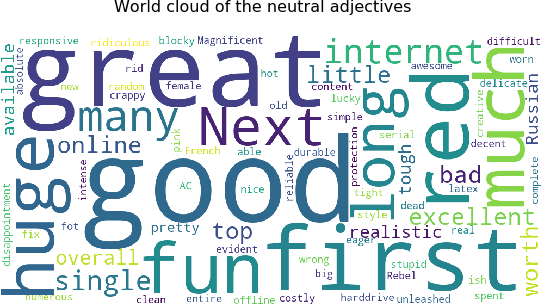 World cloud of the neutral adjectives
responsive
ridiculous
blocky
Magnificent
difficult
great
internet
much
available
absolute
rid
female
hot
awesome
worn
new
random
crappy
content
little
delicate
lucky
many
Next
old
simple
long
red
creative
Russian
huge
online
pink
French
able
durable
serial
decent
good
intense
AC
nice
reliable
protection
tough
bad
complete
tight
latex
disappointment
style
dead
excellent
fix
fot
pretty
top
first
realistic
real
worth
overall
fun
evident
eager
wrong
stupid
single
big
Rebel
ish
numerous
clean
entire
offline
costly
harddrive
unleashed
spent